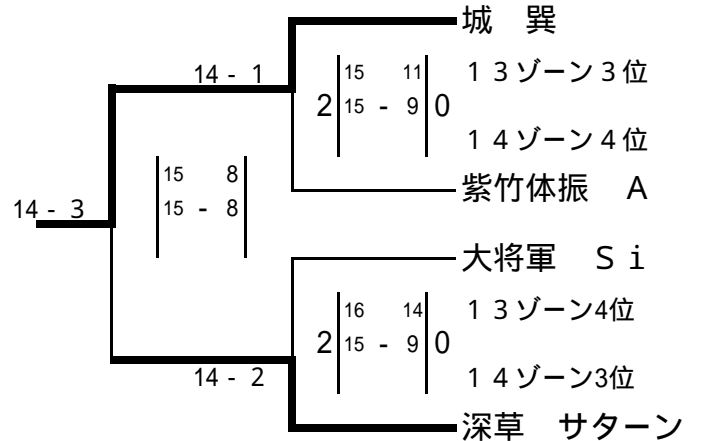 城　巽
14-1
15 11
１３ゾーン３位
2 15 - 9 0
１４ゾーン４位
15 8
紫竹体振　Ａ
14-3
15 - 8
大将軍　Ｓｉ
16 14
１３ゾーン4位
2 15 - 9 0
14-2
１４ゾーン3位
深草　サターン